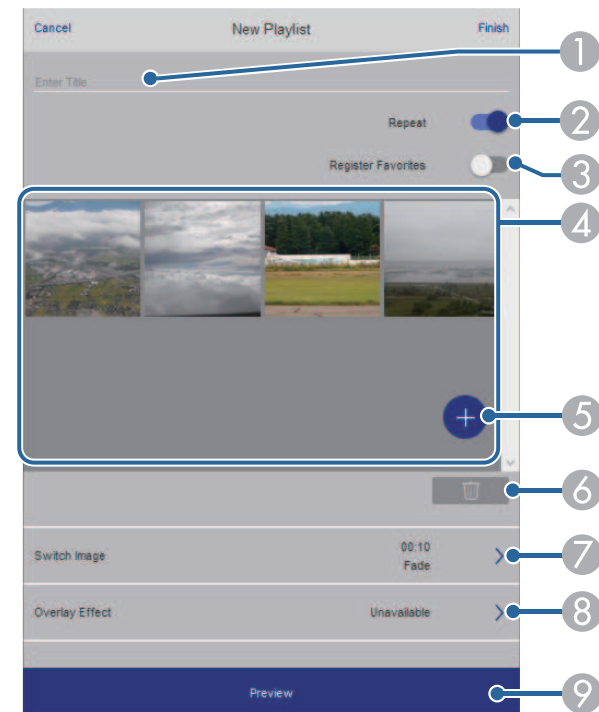 Cancel New Playlist Finish
1
Enter Title
Repeat 2
Register Favorites 3
4
+ 5
6
00:10
Switch Image 7
Fade
Overlay Effect Unavailable 8
Preview 9